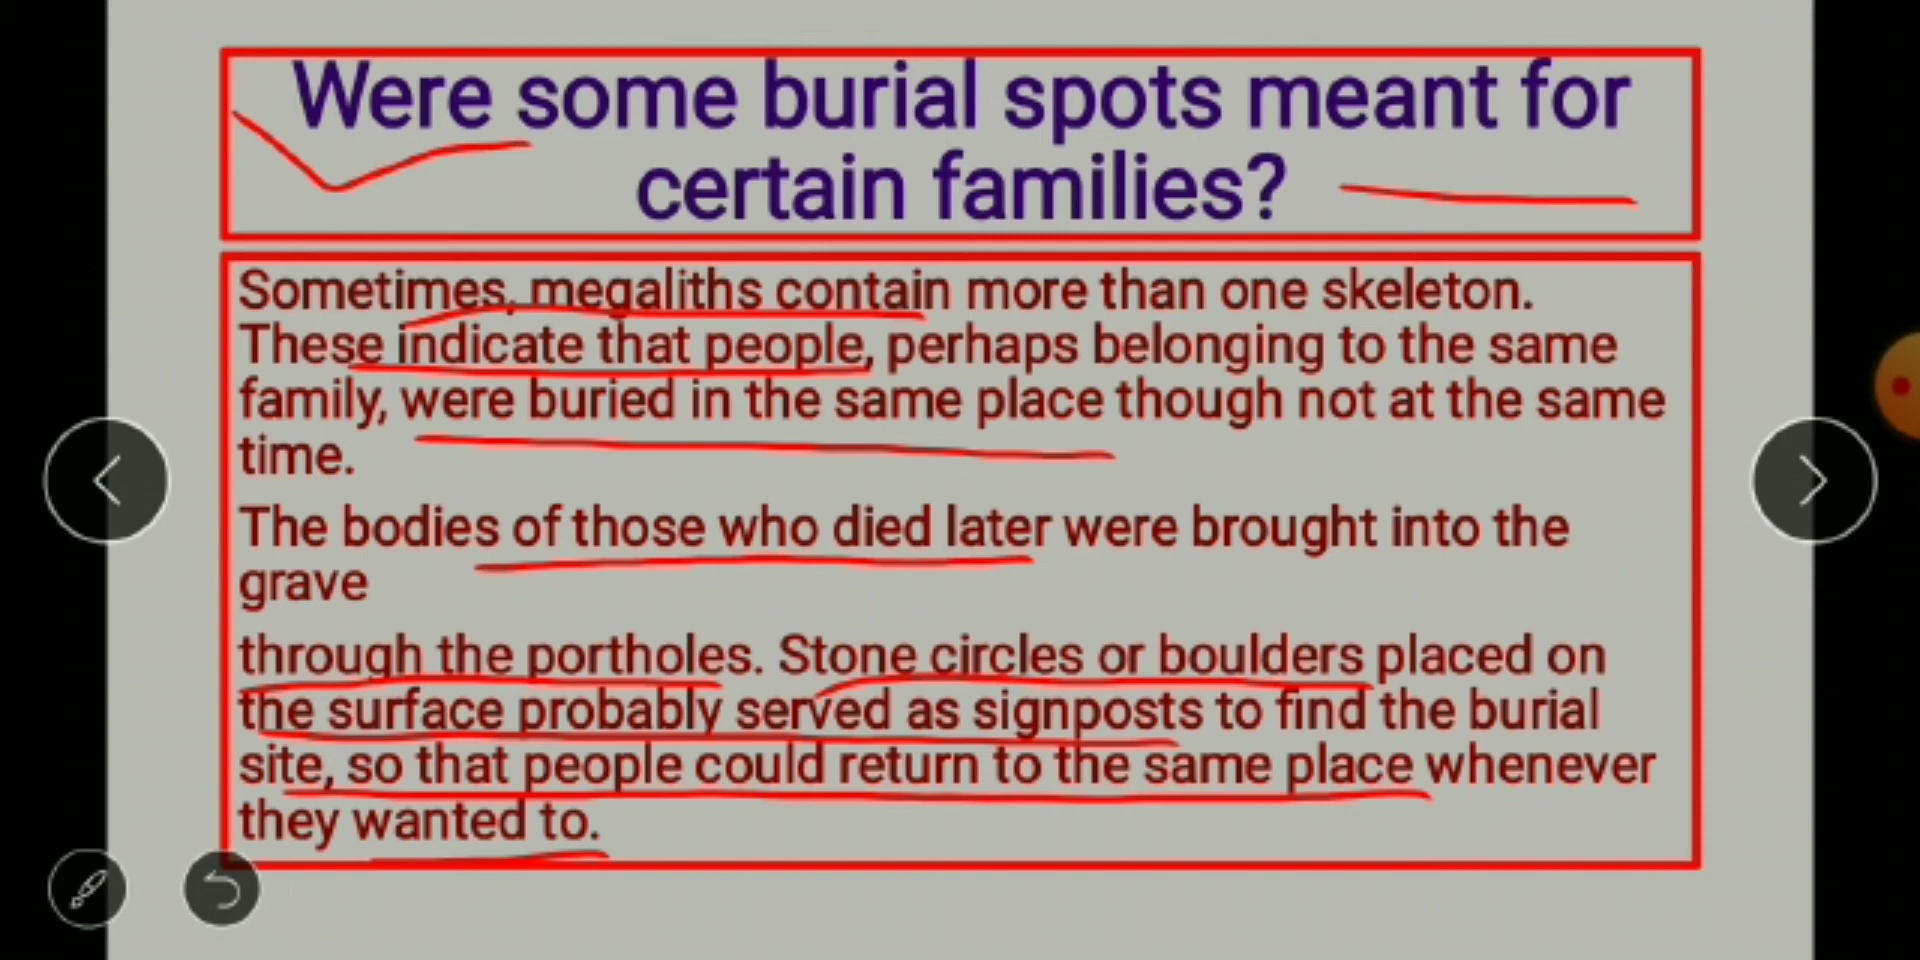 Were some burial spots meant for
certain families?
Sometimes, megaliths contain more than one skeleton.
These indicate that people, perhaps belonging to the same
family, were buried in the same place though not at the same
time.
The bodies of those who died later were brought into the
grave
through the portholes. Stone circles or boulders placed on
the surface probably served as signposts to find the burial
site, so that people could return to the same place whenever
they wanted to.